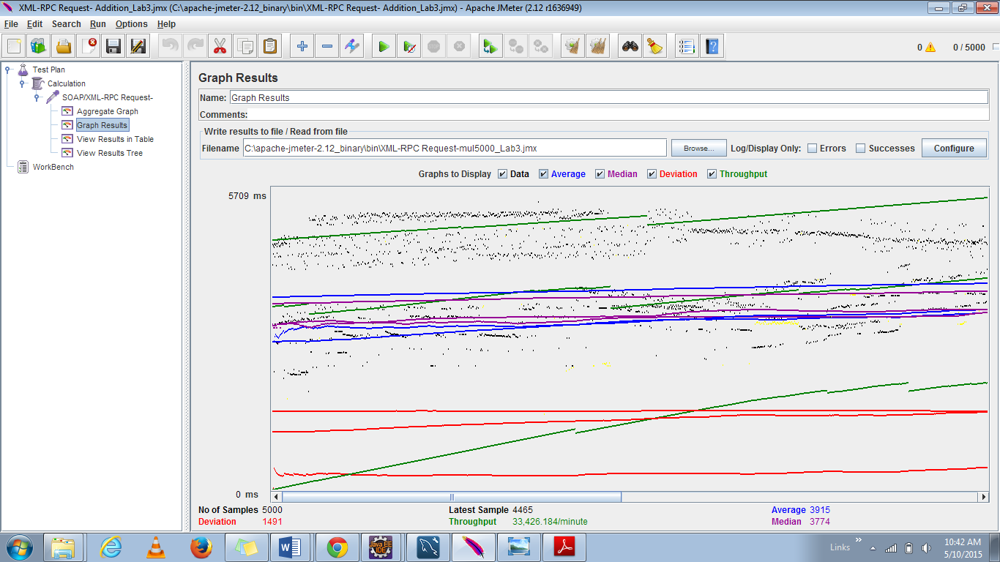 XML-RPC Request- Addition_Lab3.jmx (C:\apache-jmeter-2.12_binary\bin\XML-RPC Request- Addition_Lab3.jmx) - Apache JMeter (2.12 r1636949)
File Edit Search Run Options Help
0 0 / 5000
Test Plan
Calculation
SOAP/XML-RPC Request-
Aggregate Graph
Graph Results
View Results in Table
View Results Tree
WorkBench
Graph Results
Name: Graph Results
Comments:
Write results to file / Read from file
Filename C:\apache-jmeter-2.12_binary\bin\XML-RPC Request-mul5000_Lab3.jmx Browse... Log/Display Only: Errors Successes Configure
Graphs to Display Data Average Median Deviation Throughput
5709 ms
0 ms
No of Samples 5000 Latest Sample 4465 Average 3915
Deviation 1491 Throughput 33,426.184/minute Median 3774
Java EE
IDE
W
Links »
10:42 AM
5/10/2015